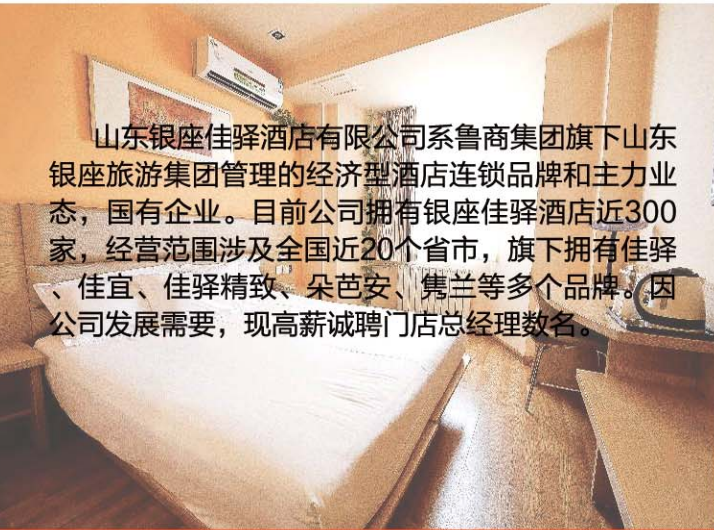 山东银座佳驿酒店有限公司系鲁商集团旗下山东
银座旅游集团管理的经济型酒店连锁品牌和主力业
态，国有企业。目前公司拥有银座佳驿酒店近300
家，经营范围涉及全国近20个省市，旗下拥有佳驿
、佳宜、佳驿精致、朵芭安、隽兰等多个品牌。因
公司发展需要，现高薪诚聘门店总经理数名。